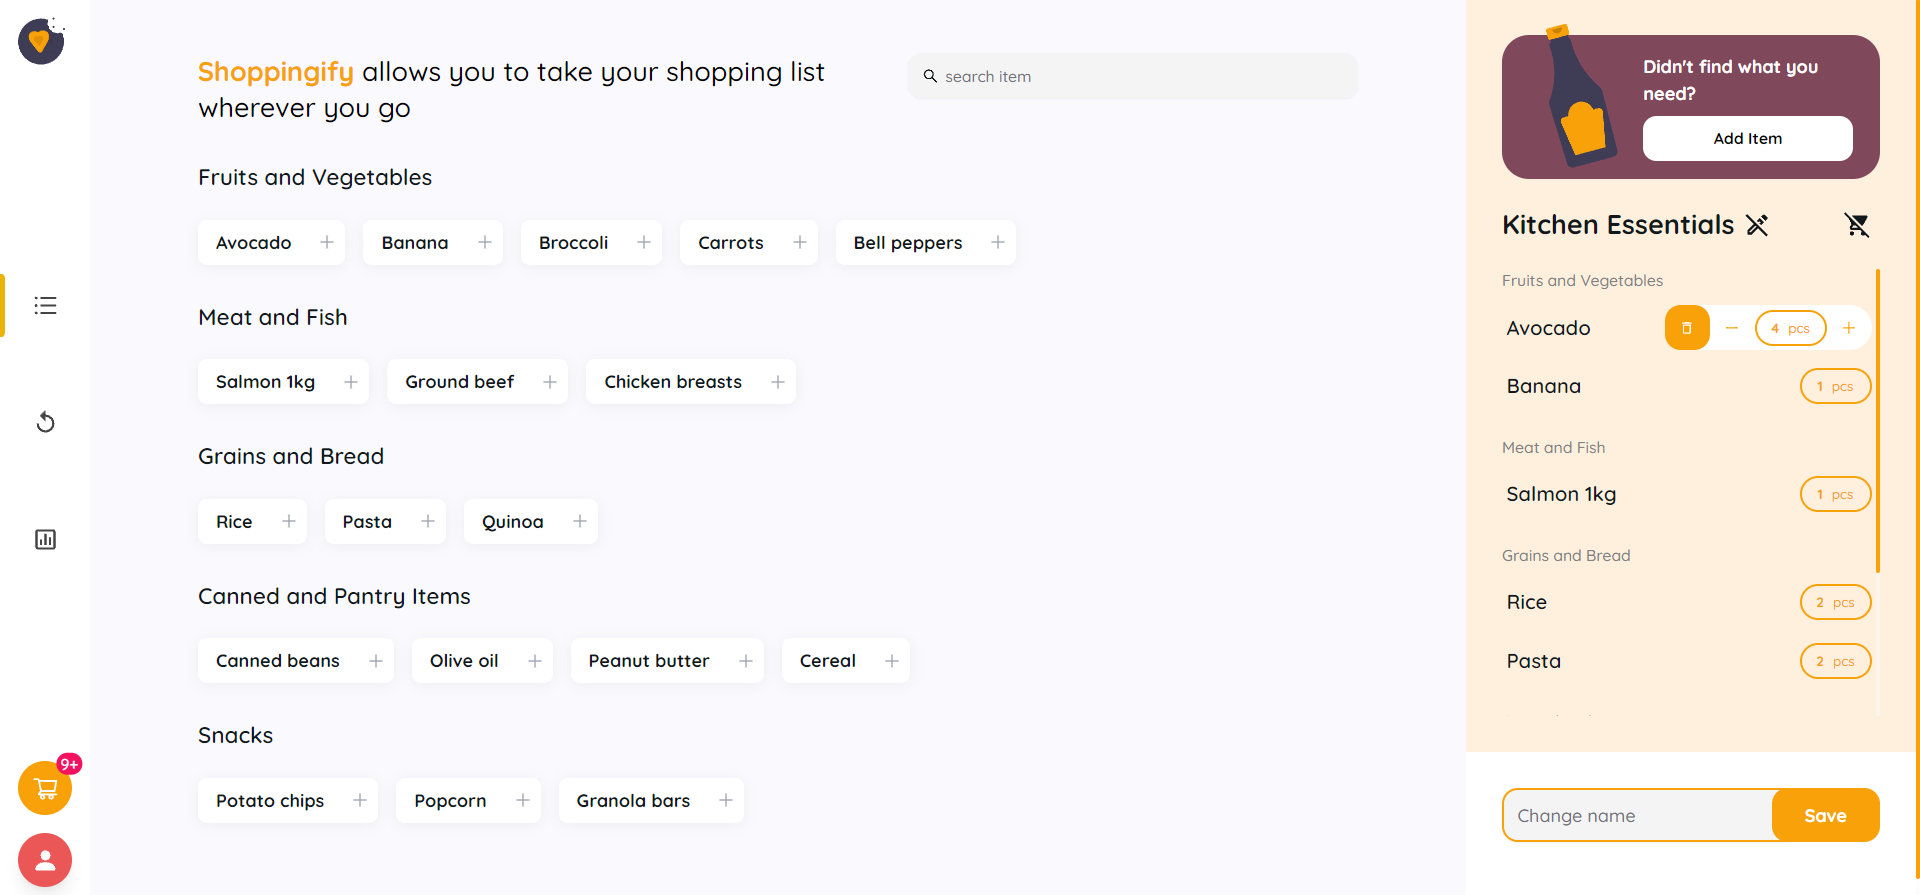 Shoppingify allows you to take your shopping list
wherever you go
search item
Fruits and Vegetables
Avocado
Banana
Broccoli
Carrots
Bell peppers
Meat and Fish
Salmon 1kg
Ground beef
Chicken breasts
Grains and Bread
Rice
Pasta
Quinoa
Canned and Pantry Items
Canned beans
Olive oil
Peanut butter
Cereal
Snacks
Potato chips
Popcorn
Granola bars
9+
Didn't find what you
need?
Add Item
Kitchen Essentials
Fruits and Vegetables
Avocado
4 pcs
Banana
1 pcs
Meat and Fish
Salmon 1kg
1 pcs
Grains and Bread
Rice
2 pcs
Pasta
2 pcs
Change name
Save